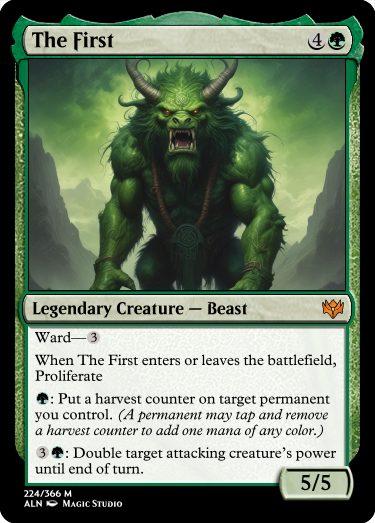 The First 4
Legendary Creature — Beast
Ward—3
When The First enters or leaves the battlefield,
Proliferate
: Put a harvest counter on target permanent
you control. (A permanent may tap and remove
a harvest counter to add one mana of any color.)
3 : Double target attacking creature's power
until end of turn.
5/5
224/366 M
ALN Magic Studio